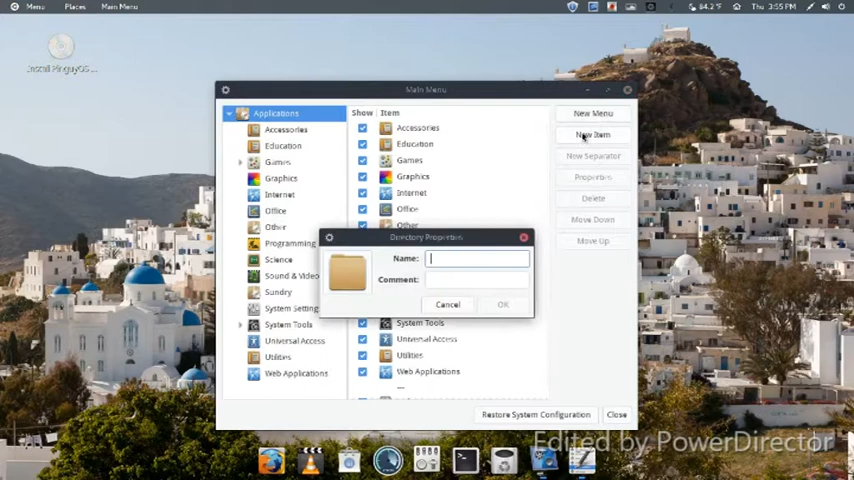 Menu Places Main Menu 84.2°F Thu 3:55 PM
Install PinguyOS ...
Main Menu
Applications
Accessories
Education
Games
Graphics
Internet
Office
Other
Programming
Science
Sound & Video
Sundry
System Settings
System Tools
Universal Access
Utilities
Web Applications
Show Item
Accessories
Education
Games
Graphics
Internet
Office
Other
System Tools
Universal Access
Utilities
Web Applications
New Menu
New Item
New Separator
Properties
Delete
Move Down
Move Up
Directory Properties
Name:
Comment:
Cancel OK
Restore System Configuration Close
Edited by PowerDirector